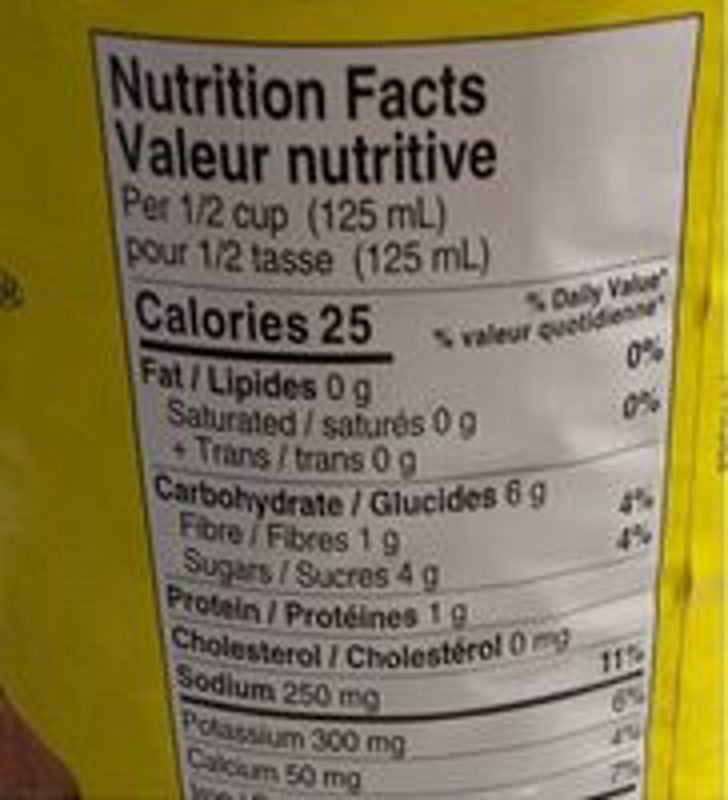 Nutrition Facts
Valeur nutritive
Per 1/2 cup (125 mL)
pour 1/2 tasse (125 mL)
% Daily Value*
Calories 25 % valeur quotidienne*
Fat / Lipides 0 g 0%
Saturated / saturés 0 g 0%
+ Trans / trans 0 g
Carbohydrate / Glucides 6 g
Fibre / Fibres 1 g 4%
Sugars / Sucres 4 g 4%
Protein / Protéines 1 g
Cholesterol / Cholestérol 0 mg
Sodium 250 mg 11%
Potassium 300 mg 6%
Calcium 50 mg 4%
7%
®